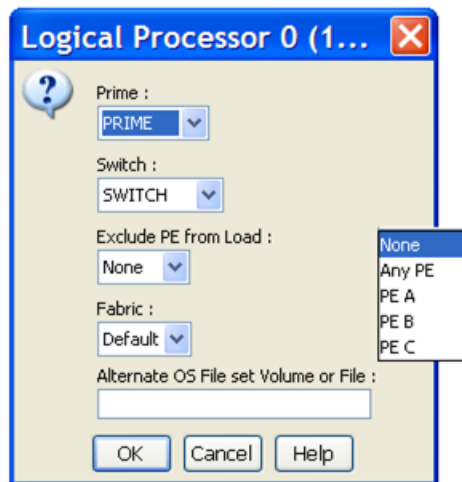 Logical Processor 0 (1...
?
Prime :
PRIME
Switch :
SWITCH
Exclude PE from Load :
None
None
Any PE
PE A
PE B
PE C
Fabric :
Default
Alternate OS File set Volume or File :
OK Cancel Help